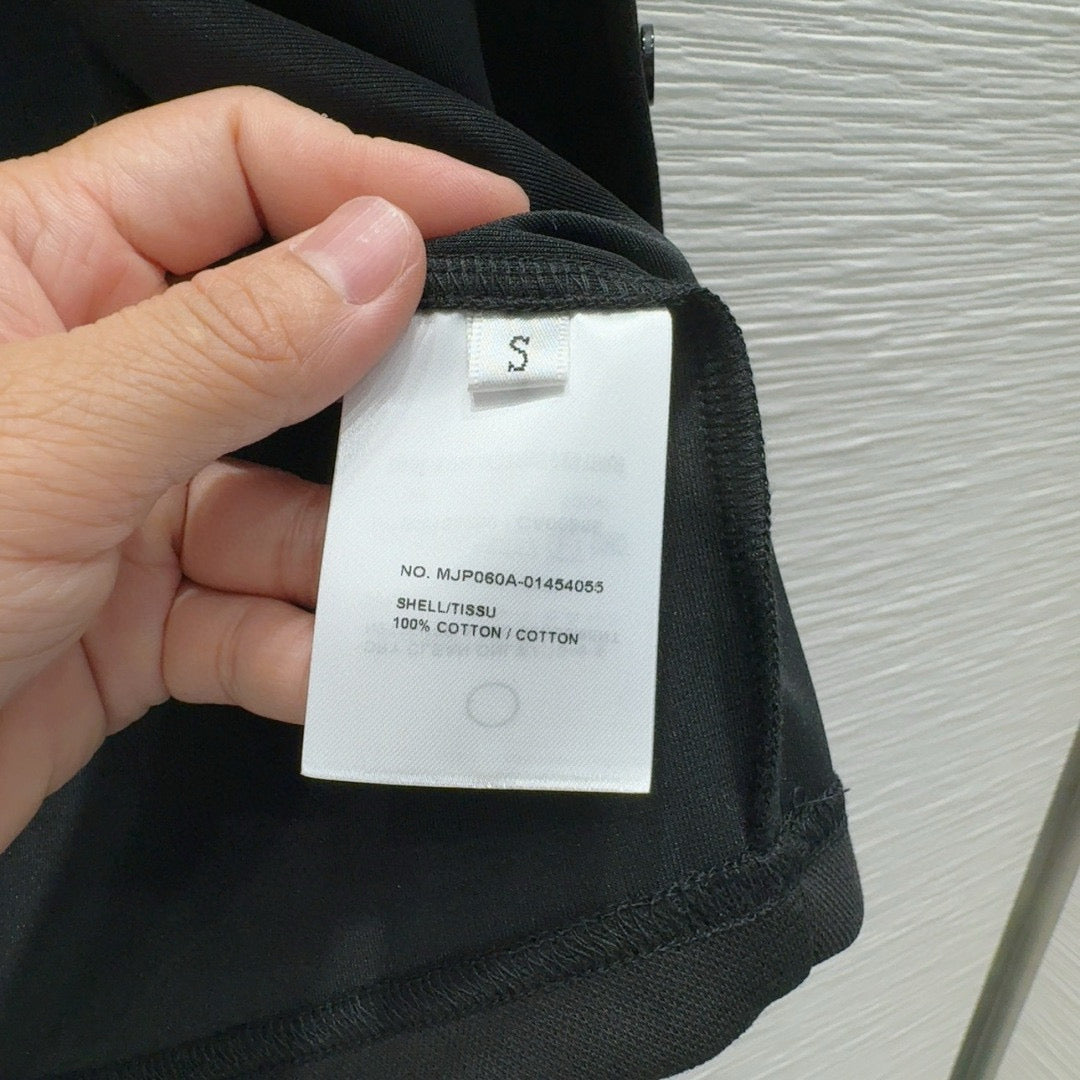 S
NO. MJP060A-01454055
SHELL/TISSU
100% COTTON / COTTON